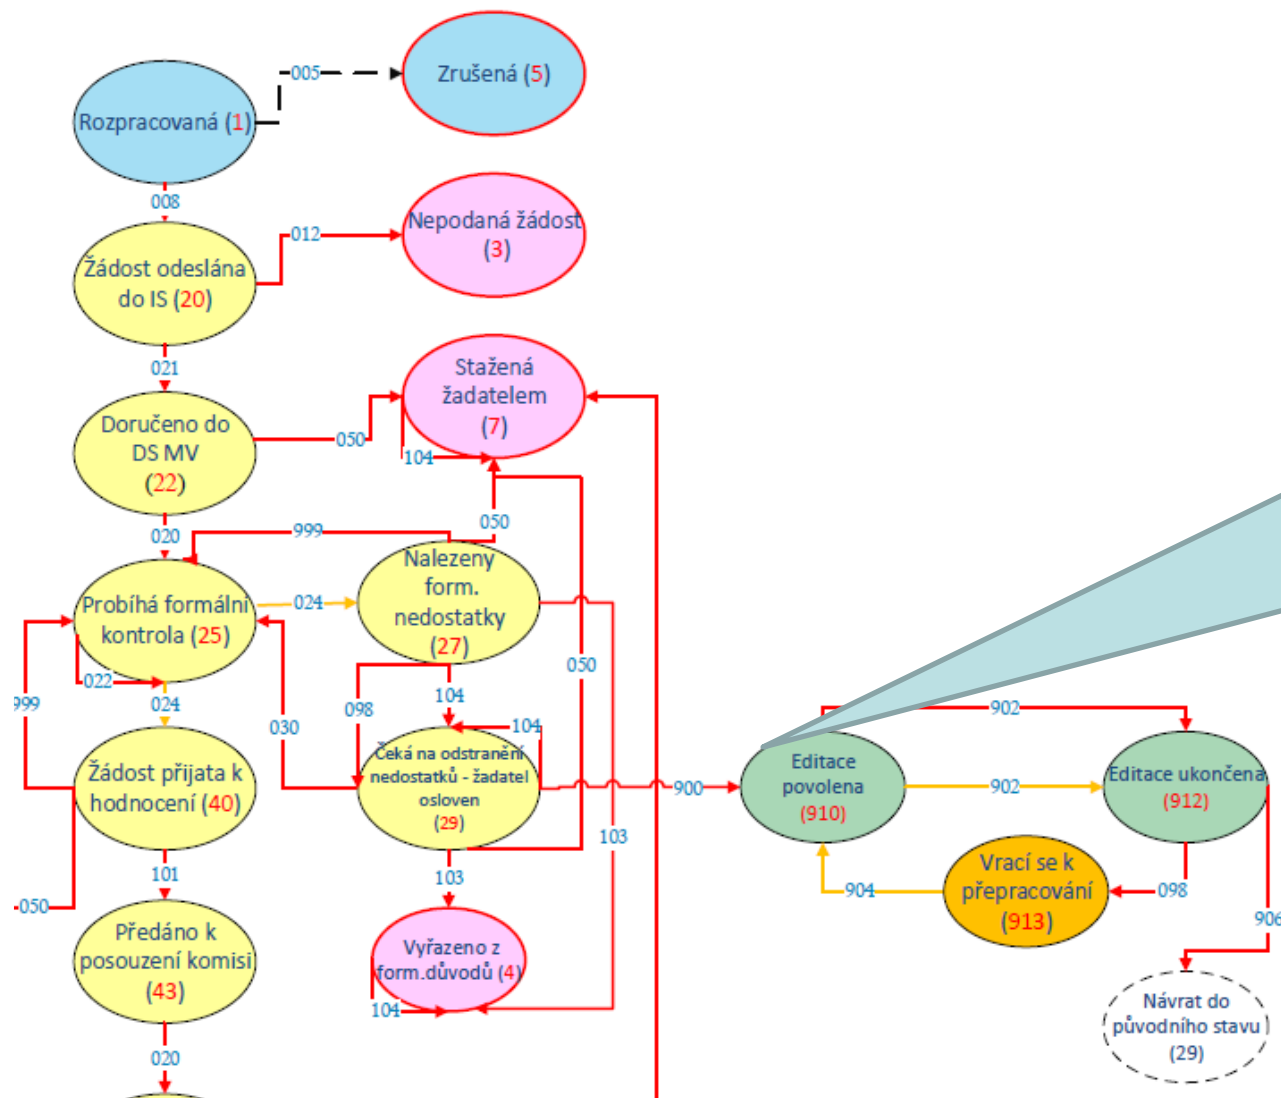 005
Zrušená (5)
Rozpracovaná (1)
008
Nepodaná žádost
(3)
012
Žádost odeslána
do IS (20)
021
Stažená
žadatelem
(7)
Doručeno do
DS MV
(22)
050
104
020
999
050
Nalezeny
form.
nedostatky
(27)
Probíhá formálni
kontrola (25)
024
022
024
999
030
098
104
050
104
902
Čeká na odstranění
nedostatků - žadatel
osloven
(29)
Žádost přijata k
hodnocení (40)
900
Editace
povolena
(910)
902
Editace ukončena
(912)
103
101
103
050
904
Vrací se k
přepracování
(913)
098
906
Předáno k
posouzení komisi
(43)
Vyřazeno z
form.důvodů (4)
104
Návrat do
původního stavu
(29)
020